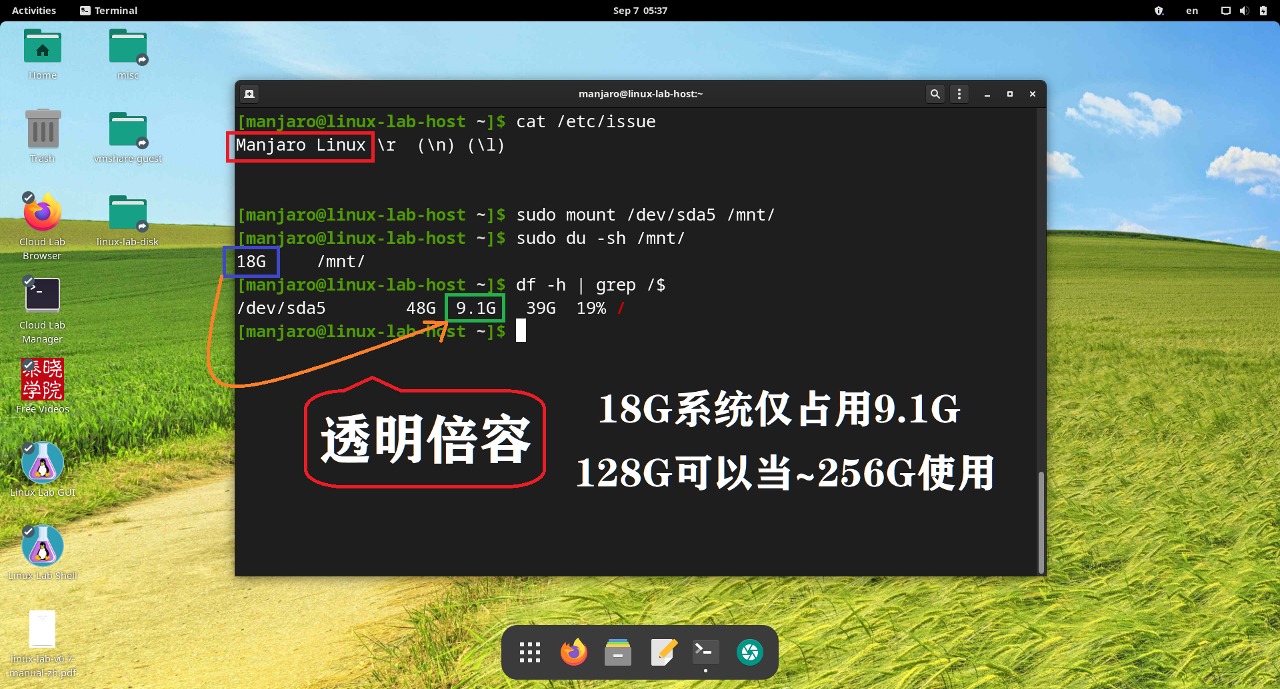 Activities
Terminal
Sep 7 05:37
en
Home
misc
Trash
vmshare-guest
Cloud Lab
Browser
linux-lab-disk
Cloud Lab
Manager
泰晓
学院
Free Videos
Linux Lab GUI
Linux Lab Shell
linux-lab-v0.7-
manual-zh.pdf
manjaro@linux-lab-host:~
[manjaro@linux-lab-host ~]$ cat /etc/issue
Manjaro Linux \r  (\n) (\l)
[manjaro@linux-lab-host ~]$ sudo mount /dev/sda5 /mnt/
[manjaro@linux-lab-host ~]$ sudo du -sh /mnt/
18G     /mnt/
[manjaro@linux-lab-host ~]$ df -h | grep /$
/dev/sda5        48G  9.1G   39G  19% /
[manjaro@linux-lab-host ~]$
透明倍容
18G系统仅占用9.1G
128G可以当~256G使用